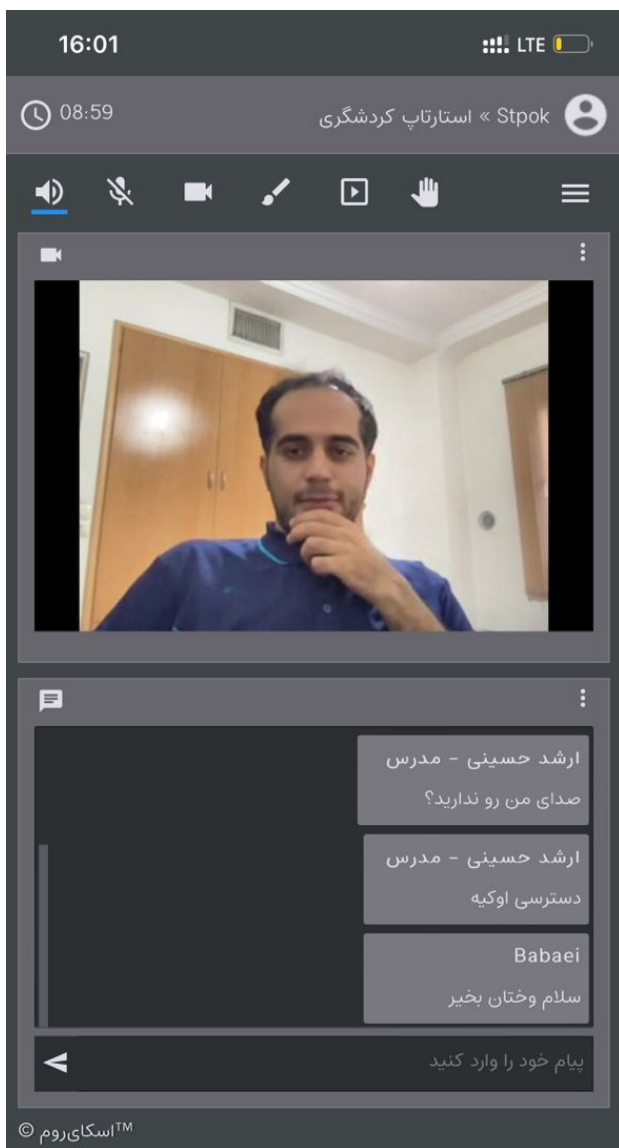 16:01
LTE
08:59
Stpok » استارتاپ گردشگری
ارشد حسینی - مدرس
صدای من رو ندارید؟
ارشد حسینی - مدرس
دسترسی اوکیه
Babaei
سلام وختان بخیر
پیام خود را وارد کنید
اسکای‌روم™ ©